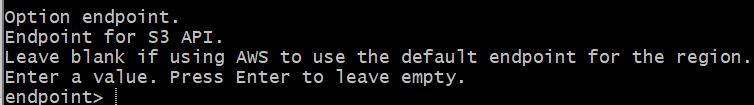 Option endpoint.
Endpoint for S3 API.
Leave blank if using AWS to use the default endpoint for the region.
Enter a value. Press Enter to leave empty.
endpoint>